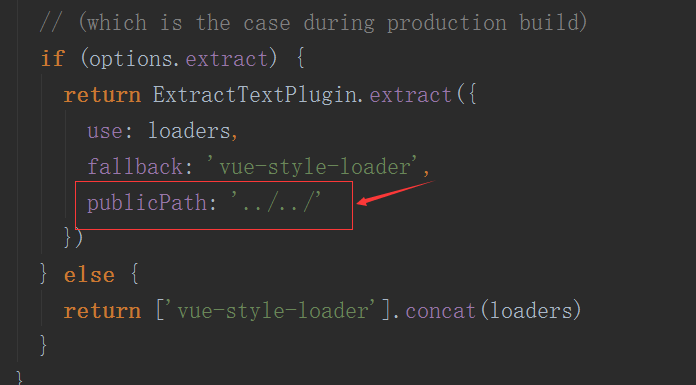 // (which is the case during production build)
if (options.extract) {
return ExtractTextPlugin.extract({
use: loaders,
fallback: 'vue-style-loader',
publicPath: '../../'
})
} else {
return ['vue-style-loader'].concat(loaders)
}
}